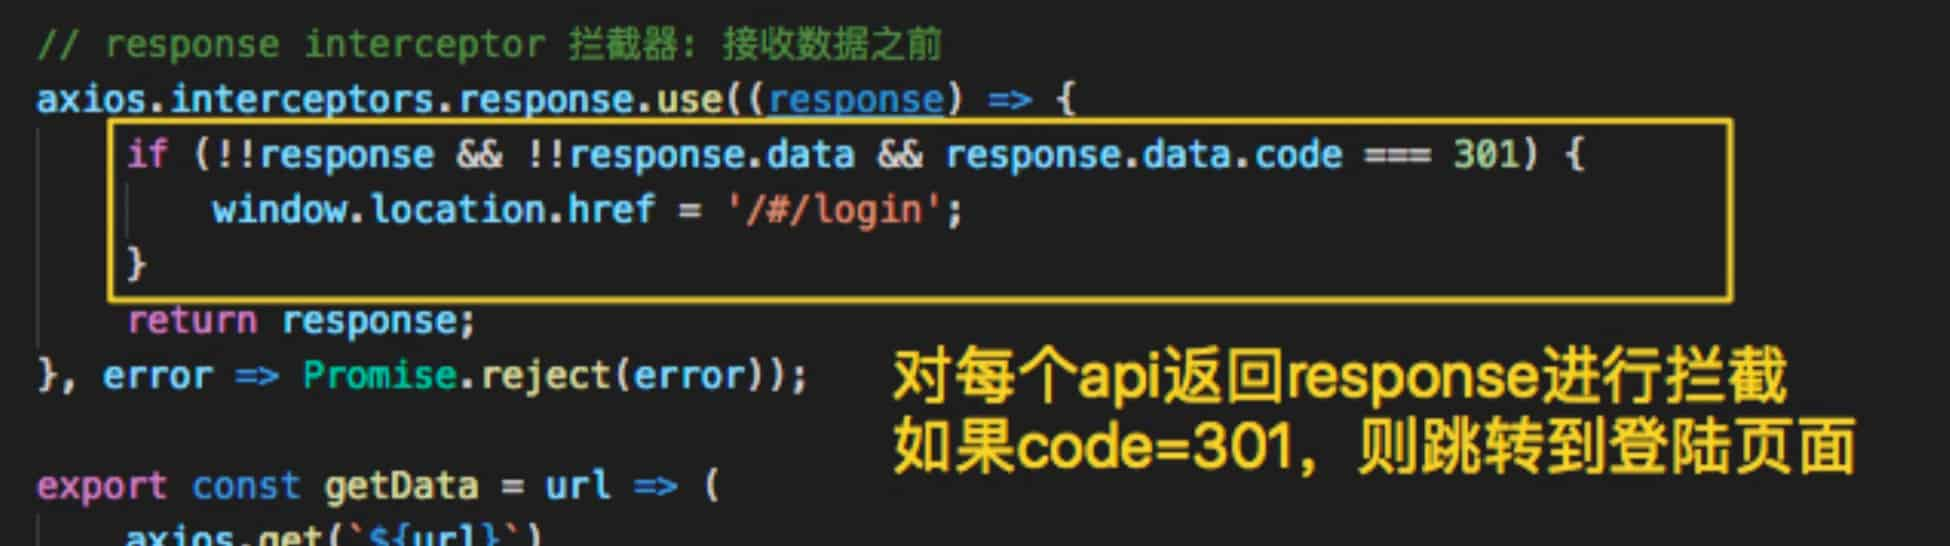 // response interceptor 拦截器: 接收数据之前
axios.interceptors.response.use((response) => {
if (!!response && !!response.data && response.data.code === 301) {
window.location.href = '/#/login';
}
return response;
}, error => Promise.reject(error));
对每个api返回response进行拦截
如果code=301，则跳转到登陆页面
export const getData = url => (
axios.get(`${url}`)